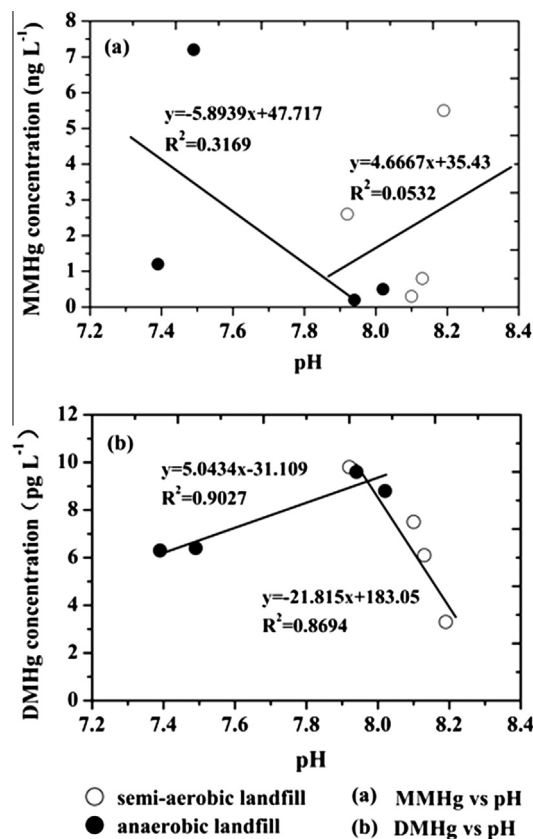 (a)
MMHg concentration (ng L⁻¹)
8
7
6
5
4
3
2
1
0
y=-5.8939x+47.717
R²=0.3169
y=4.6667x+35.43
R²=0.0532
7.2 7.4 7.6 7.8 8.0 8.2 8.4
pH
(b)
DMHg concentration (pg L⁻¹)
12
10
8
6
4
2
0
y=5.0434x-31.109
R²=0.9027
y=-21.815x+183.05
R²=0.8694
7.2 7.4 7.6 7.8 8.0 8.2 8.4
pH
semi-aerobic landfill (a) MMHg vs pH
anaerobic landfill (b) DMHg vs pH